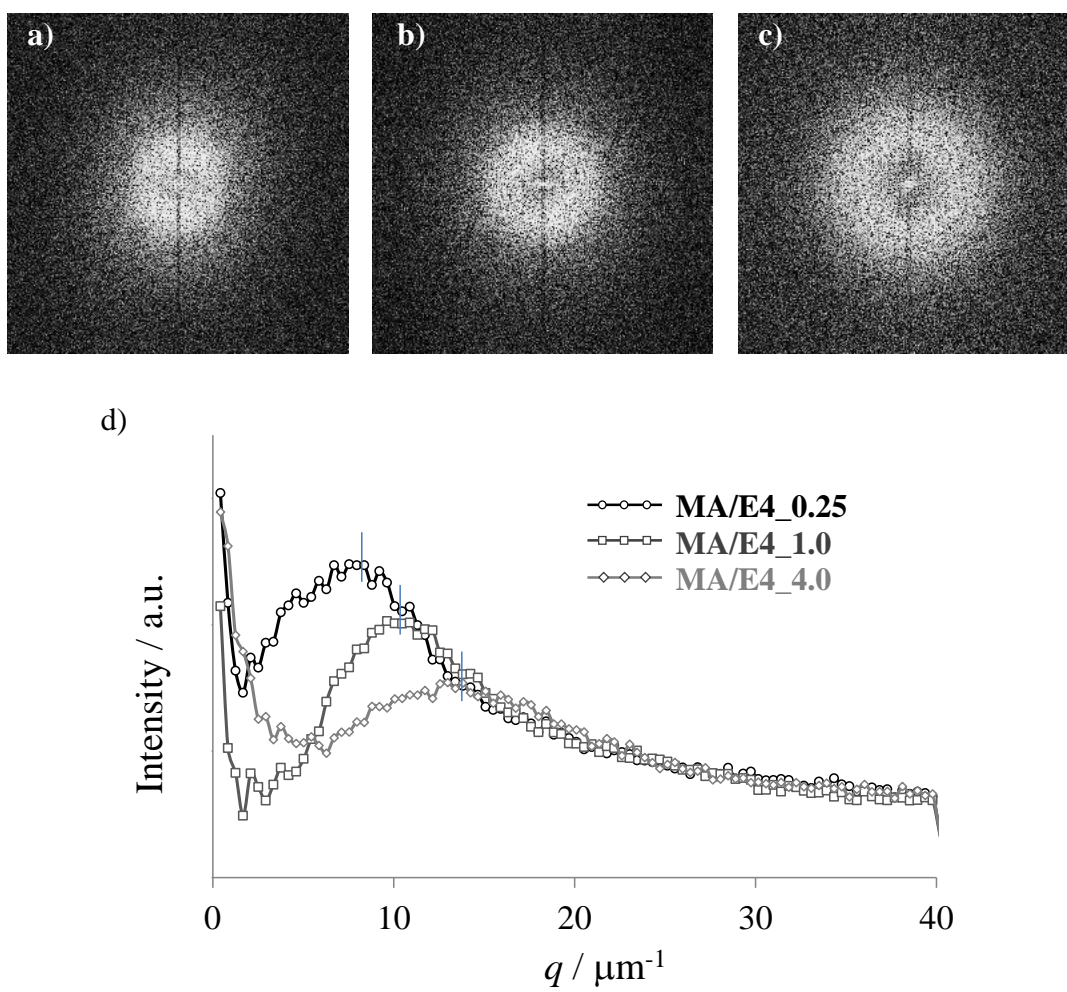 a)
b)
c)
d)
MA/E4_0.25
MA/E4_1.0
MA/E4_4.0
Intensity / a.u.
0 10 20 30 40
q / μm⁻¹